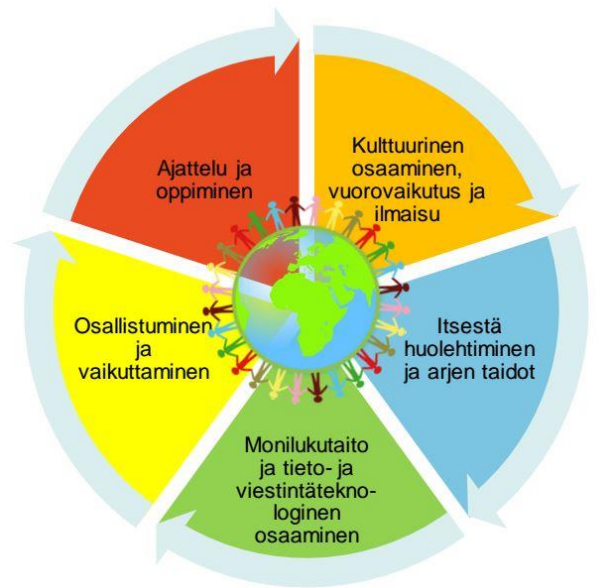 Ajattelu ja
oppiminen
Kulttuurinen
osaaminen,
vuorovaikutus ja
ilmaisu
Itsestä
huolehtiminen
ja arjen taidot
Monilukutaito
ja tieto- ja
viestintätekno-
loginen
osaaminen
Osallistuminen
ja
vaikuttaminen